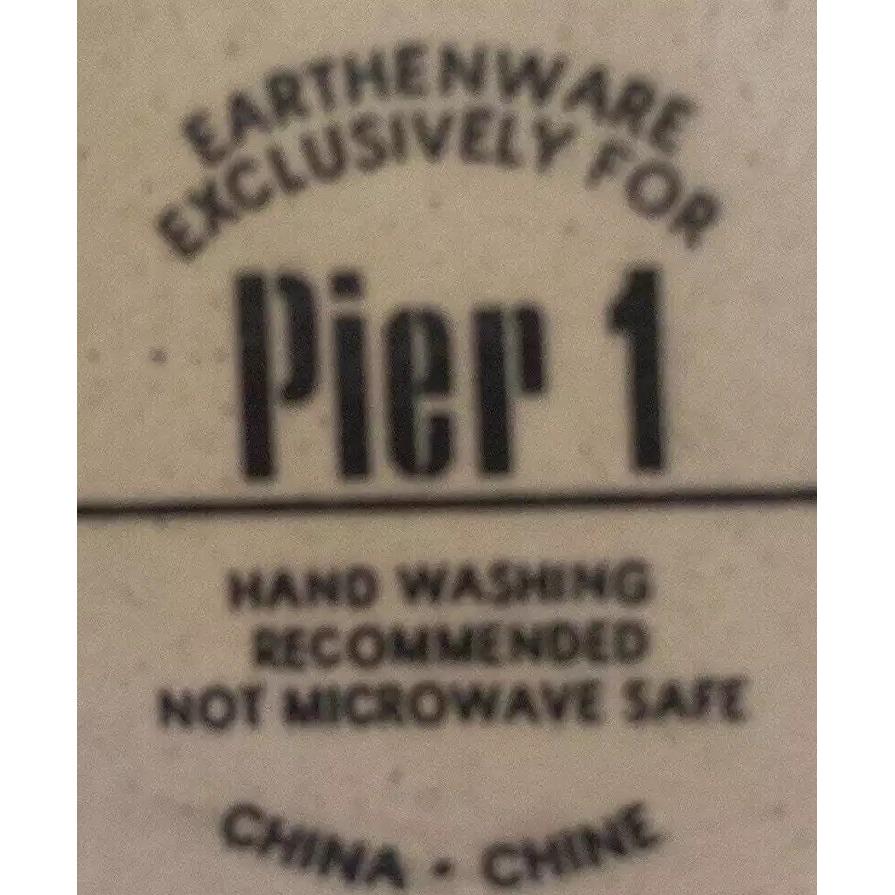 EARTHENWARE
EXCLUSIVELY FOR
Pier 1
HAND WASHING
RECOMMENDED
NOT MICROWAVE SAFE
CHINA · CHINE